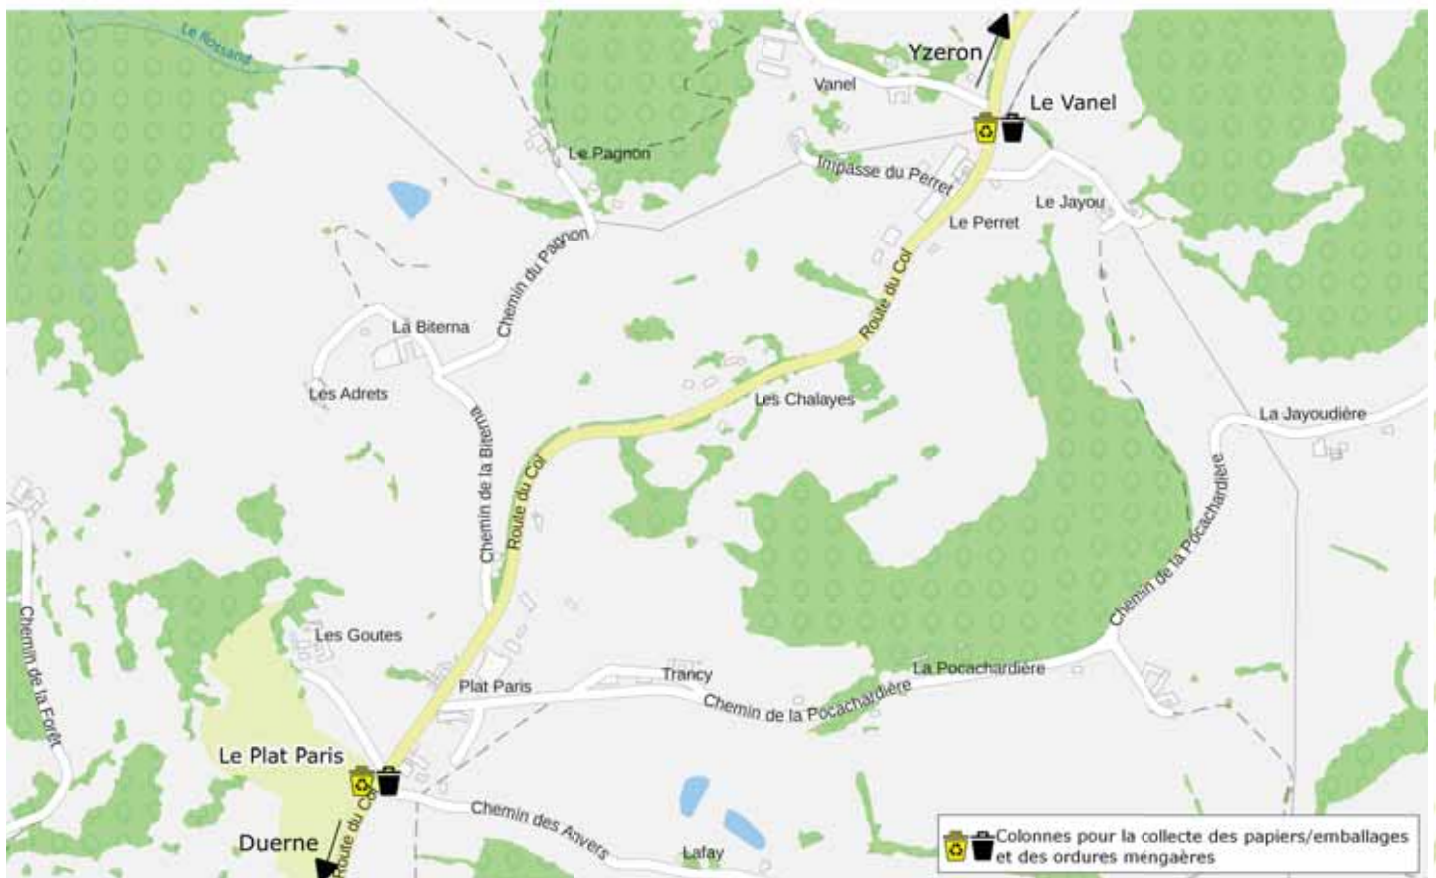 Le Rossand
Yzeron
Vanel
Le Vanel
Le Pagnon
Impasse du Perret
Le Jayou
Le Perret
Chemin du Pagnon
Route du Col
La Biterna
Les Adrets
Les Chalayes
La Jayoudière
Chemin de la Biterna
Route du Col
Chemin de la Pocachardière
Chemin de la Forêt
Les Goutes
Plat Paris
Trancy
La Pocachardière
Chemin de la Pocachardière
Le Plat Paris
Chemin des Anvers
Route du Col
Duerne
Lafay
Colonnes pour la collecte des papiers/emballages
et des ordures mengaères